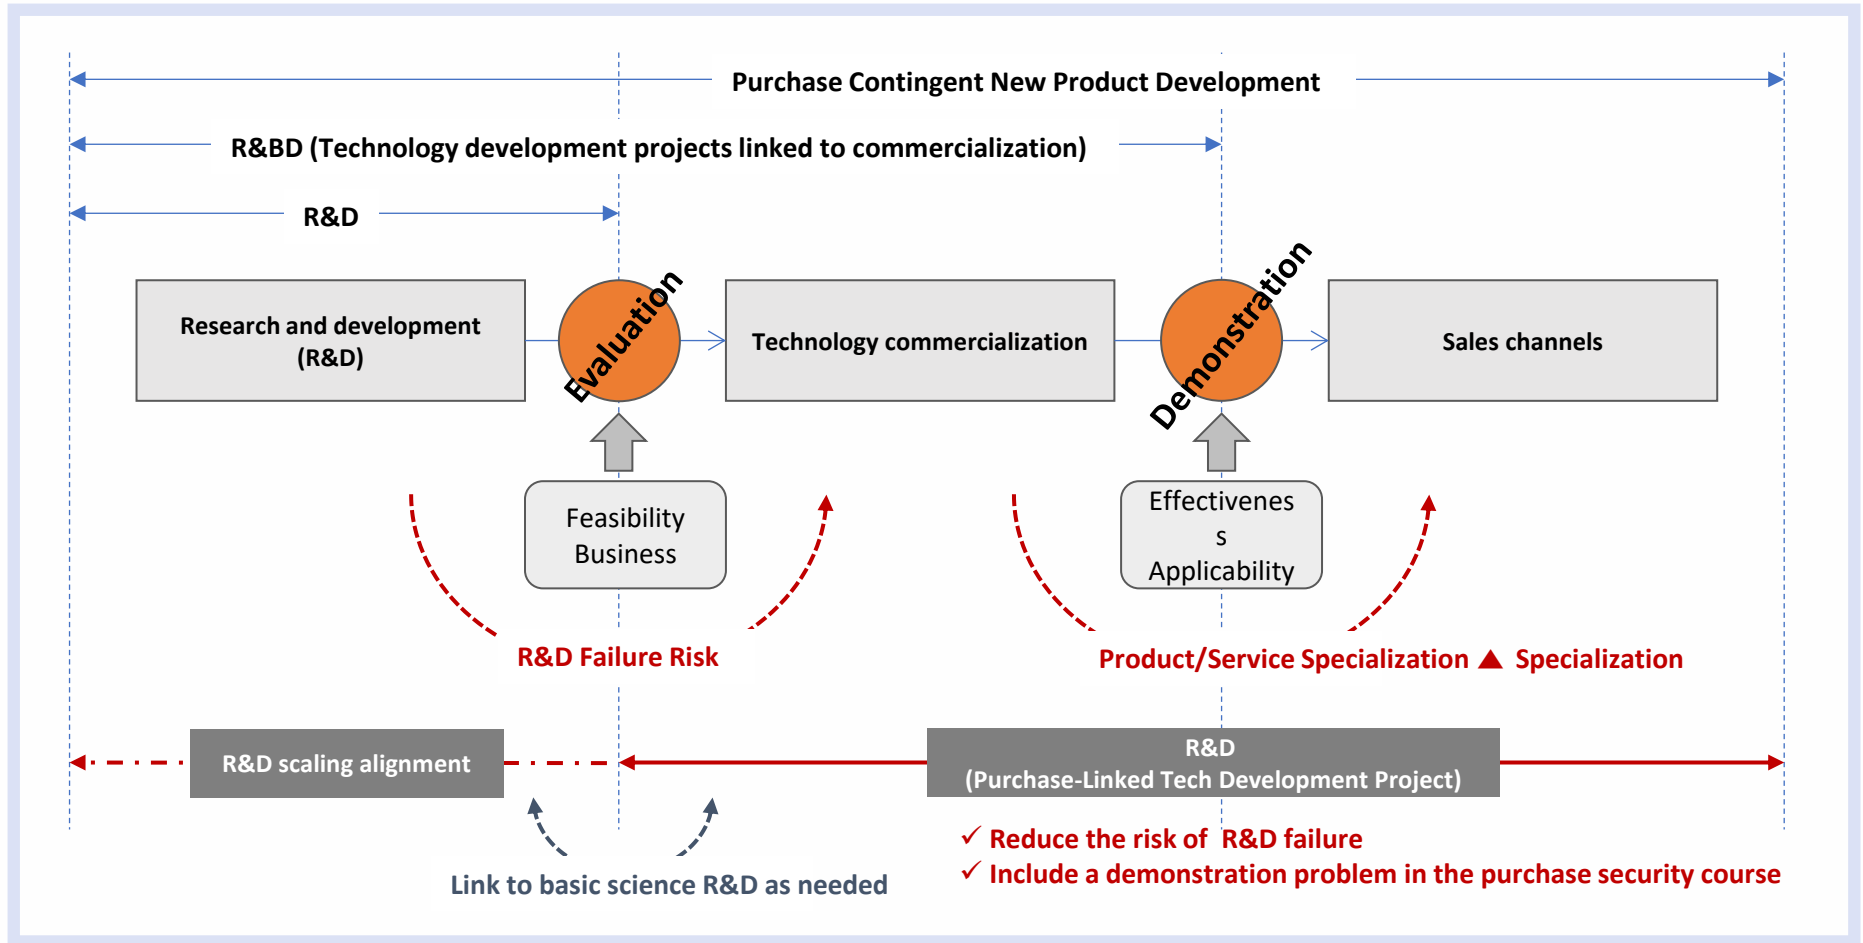 Purchase Contingent New Product Development
R&BD (Technology development projects linked to commercialization)
R&D
Research and development
(R&D)
Evaluation
Technology commercialization
Demonstration
Sales channels
Feasibility
Business
Effectivenes
s
Applicability
R&D Failure Risk
Product/Service Specialization ▲ Specialization
R&D scaling alignment
R&D
(Purchase-Linked Tech Development Project)
Link to basic science R&D as needed
✓ Reduce the risk of R&D failure
✓ Include a demonstration problem in the purchase security course